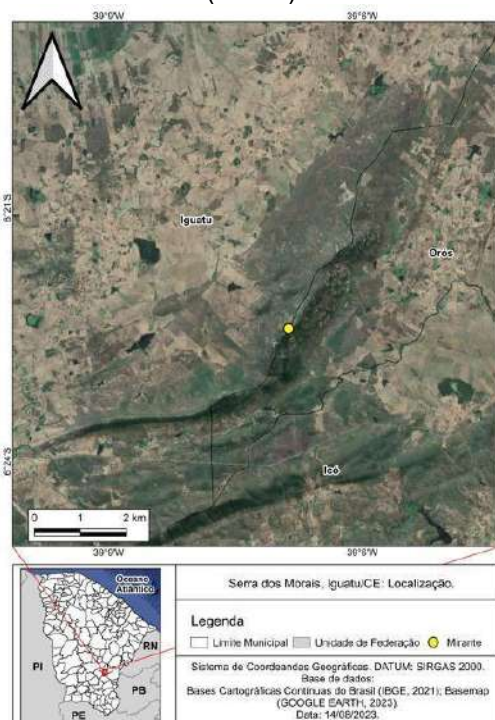 39°9'W 39°6'W
6°21'S
Iguatu
Orós
6°24'S
Icó
0 1 2 km
39°9'W 39°6'W
Oceano
Atlântico
RN
PI
PB
PE
Serra dos Morais, Iguatu/CE: Localização.
Legenda
Limite Municipal Unidade de Federação Mirante
Sistema de Coordeandas Geográficas. DATUM: SIRGAS 2000.
Base de dados:
Bases Cartográficas Contínuas do Brasil (IBGE, 2021); Basemap
(GOOGLE EARTH, 2023).
Data: 14/08/2023.